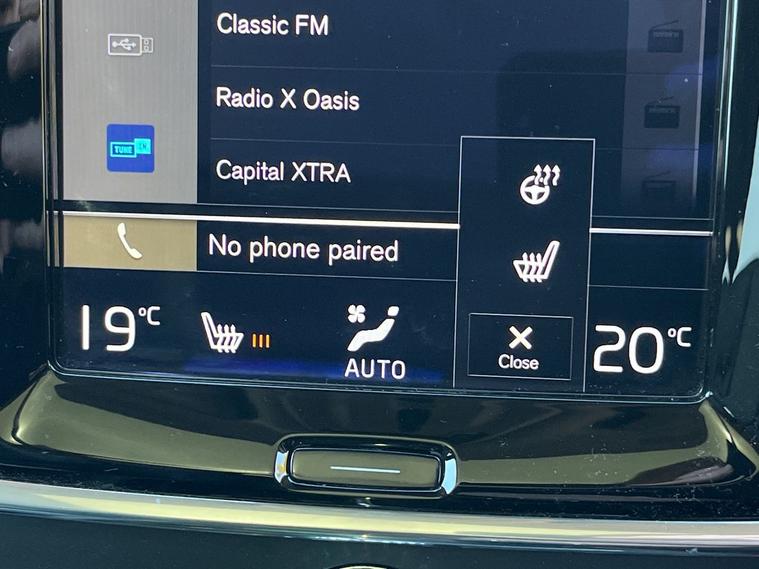 Classic FM
Radio X Oasis
TUNE IN
Capital XTRA
No phone paired
19°C
AUTO
Close
20°C